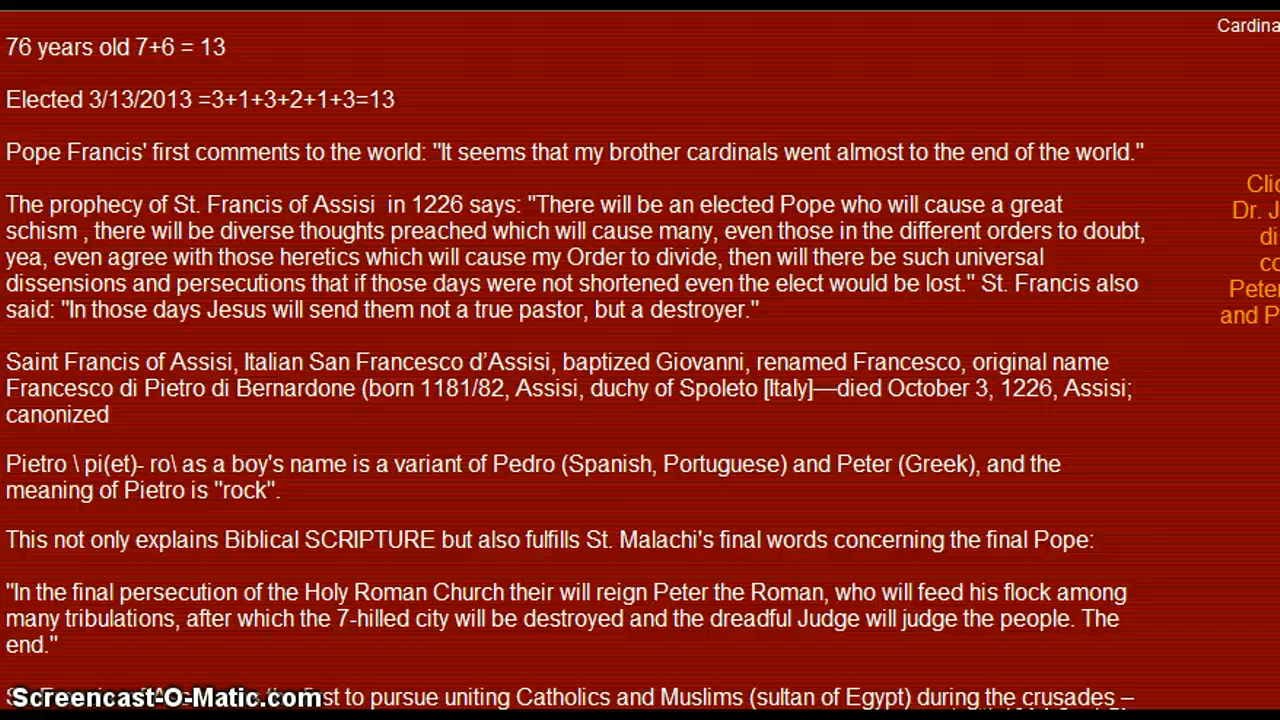 Cardina
76 years old 7+6 = 13
Elected 3/13/2013 =3+1+3+2+1+3=13
Pope Francis' first comments to the world: "It seems that my brother cardinals went almost to the end of the world."
The prophecy of St. Francis of Assisi  in 1226 says: "There will be an elected Pope who will cause a great
schism , there will be diverse thoughts preached which will cause many, even those in the different orders to doubt,
yea, even agree with those heretics which will cause my Order to divide, then will there be such universal
dissensions and persecutions that if those days were not shortened even the elect would be lost." St. Francis also
said: "In those days Jesus will send them not a true pastor, but a destroyer."
Saint Francis of Assisi, Italian San Francesco d’Assisi, baptized Giovanni, renamed Francesco, original name
Francesco di Pietro di Bernardone (born 1181/82, Assisi, duchy of Spoleto [Italy]—died October 3, 1226, Assisi;
canonized
Pietro \ pi(et)- ro\ as a boy's name is a variant of Pedro (Spanish, Portuguese) and Peter (Greek), and the
meaning of Pietro is "rock".
This not only explains Biblical SCRIPTURE but also fulfills St. Malachi's final words concerning the final Pope:
"In the final persecution of the Holy Roman Church their will reign Peter the Roman, who will feed his flock among
many tribulations, after which the 7-hilled city will be destroyed and the dreadful Judge will judge the people. The
end."
to pursue uniting Catholics and Muslims (sultan of Egypt) during the crusades –
Screencast-O-Matic.com
Clic
Dr. J
di
co
Peter
and P